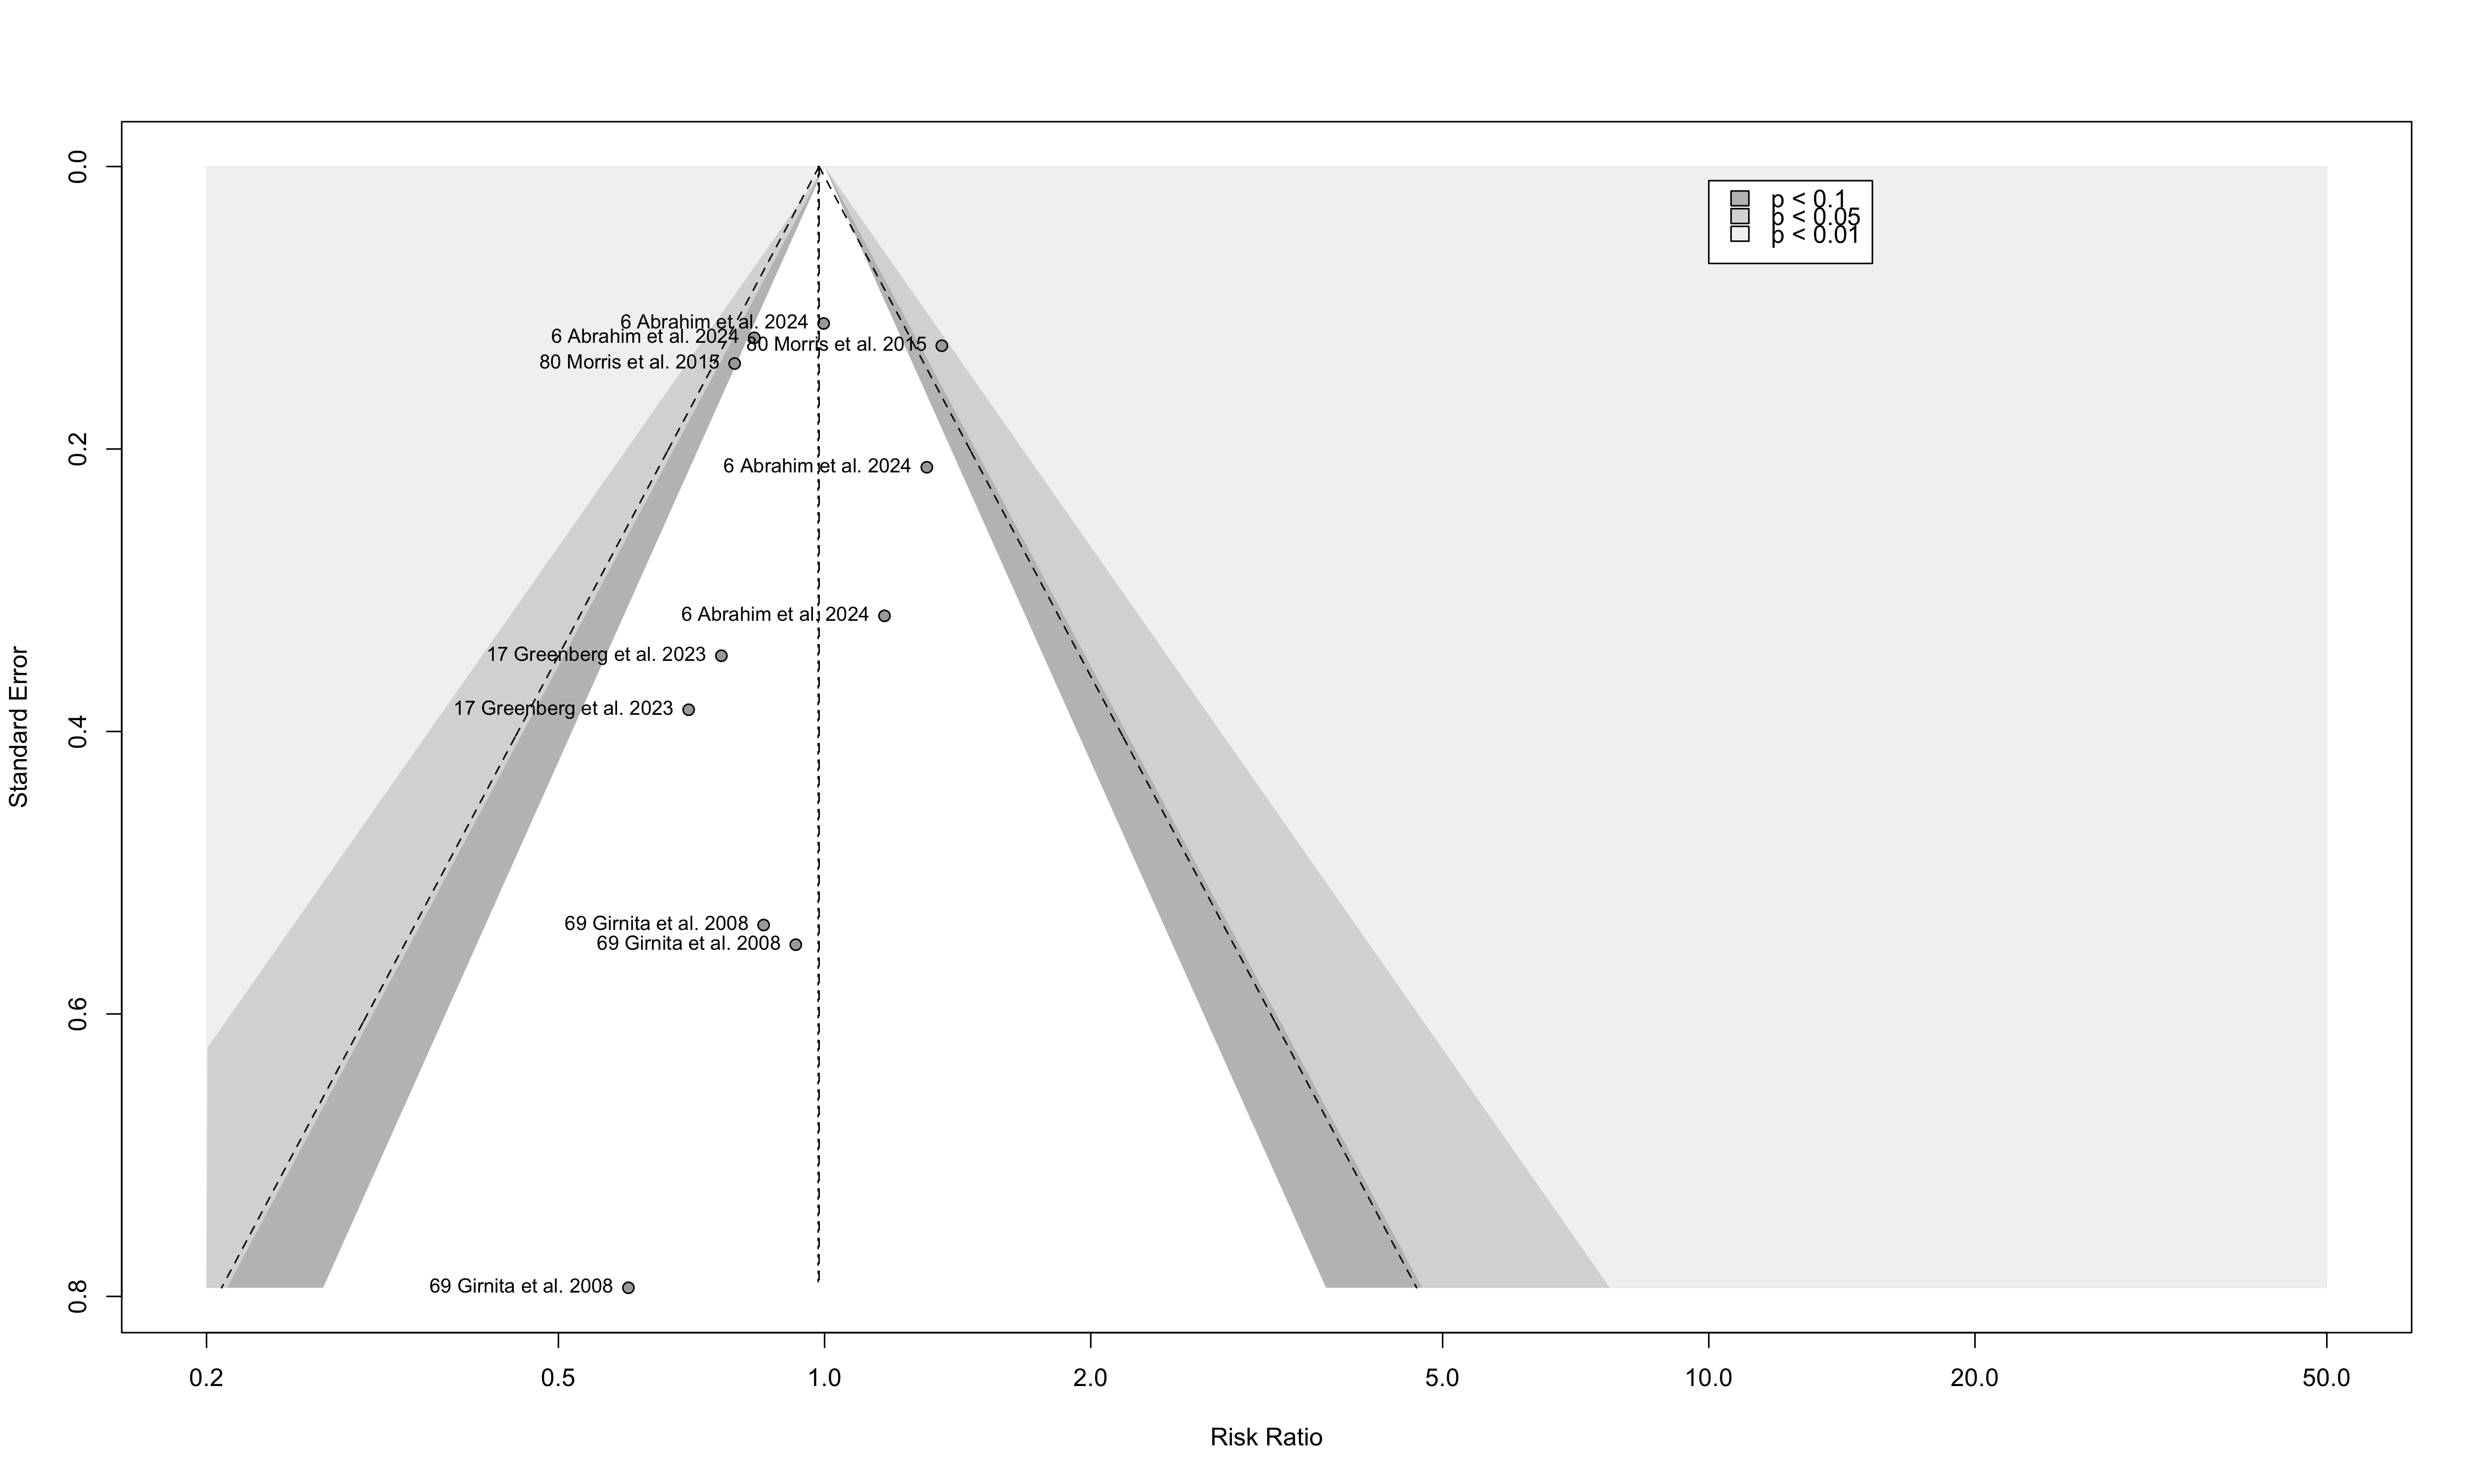 0.0
0.2
0.4
0.6
0.8
Standard Error
p < 0.1
p < 0.05
p < 0.01
6 Abrahim et al. 2024
6 Abrahim et al. 2024
80 Morris et al. 2015
80 Morris et al. 2015
6 Abrahim et al. 2024
6 Abrahim et al. 2024
17 Greenberg et al. 2023
17 Greenberg et al. 2023
69 Girnita et al. 2008
69 Girnita et al. 2008
69 Girnita et al. 2008
0.2 0.5 1.0 2.0 5.0 10.0 20.0 50.0
Risk Ratio